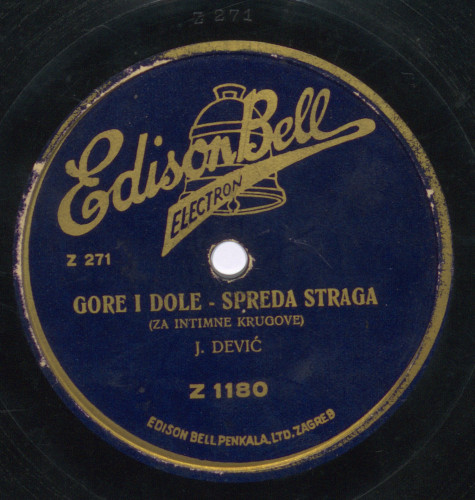 Z 271
Edison Bell
ELECTRON
Z 271
GORE I DOLE - SPREDA STRAGA
(ZA INTIMNE KRUGOVE)
J. DEVIĆ
Z 1180
EDISON BELL PENKALA, LTD. ZAGREB